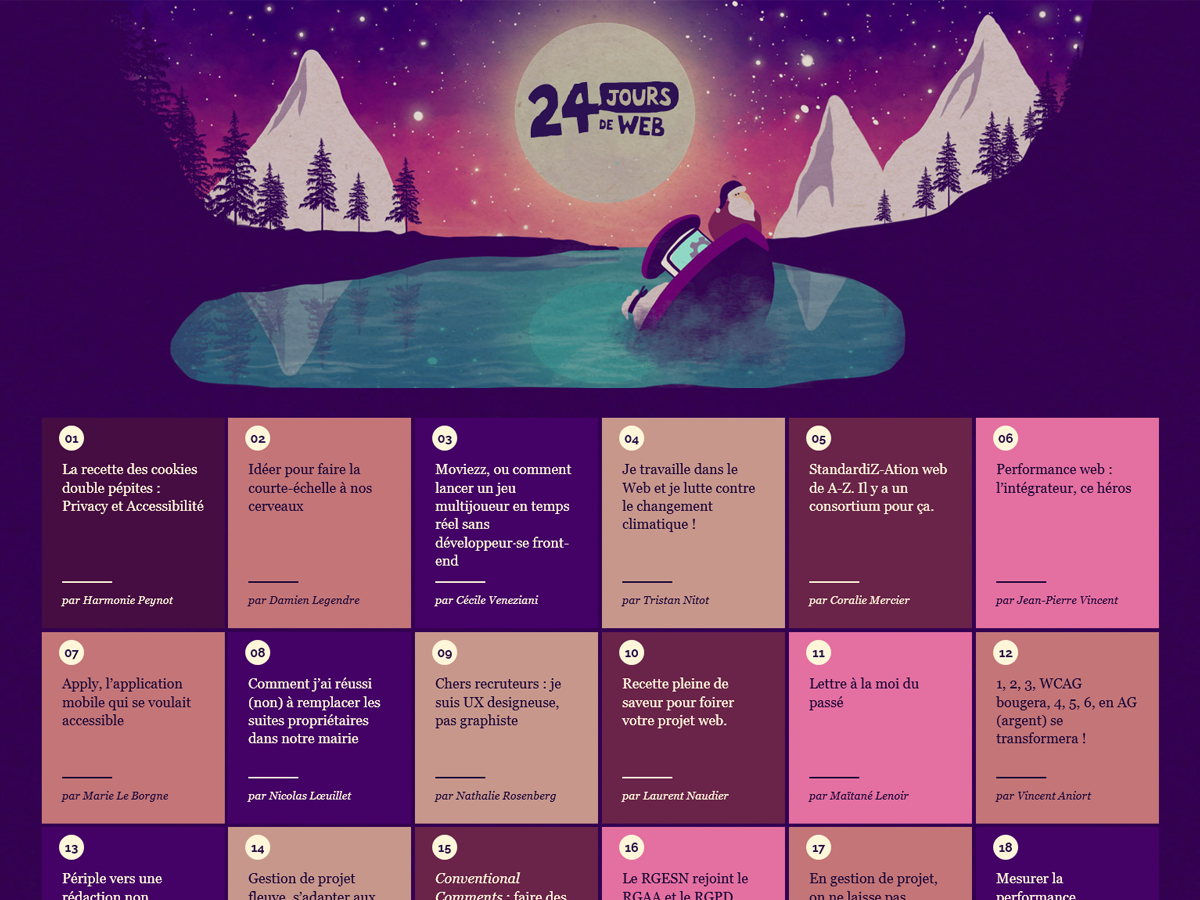 24 JOURS
DE WEB
01
La recette des cookies
double pépites :
Privacy et Accessibilité
par Harmonie Peynot
02
Idéer pour faire la
courte-échelle à nos
cerveaux
par Damien Legendre
03
Moviezz, ou comment
lancer un jeu
multijoueur en temps
réel sans
développeur·se front-
end
par Cécile Veneziani
04
Je travaille dans le
Web et je lutte contre
le changement
climatique !
par Tristan Nitot
05
StandardiZ-Ation web
de A-Z. Il y a un
consortium pour ça.
par Coralie Mercier
06
Performance web :
l’intégrateur, ce héros
par Jean-Pierre Vincent
07
Apply, l’application
mobile qui se voulait
accessible
par Marie Le Borgne
08
Comment j’ai réussi
(non) à remplacer les
suites propriétaires
dans notre mairie
par Nicolas Lœuillet
09
Chers recruteurs : je
suis UX designeuse,
pas graphiste
par Nathalie Rosenberg
10
Recette pleine de
saveur pour foirer
votre projet web.
par Laurent Naudier
11
Lettre à la moi du
passé
par Maïtané Lenoir
12
1, 2, 3, WCAG
bougera, 4, 5, 6, en AG
(argent) se
transformera !
par Vincent Aniort
13
Périple vers une
rédaction non
14
Gestion de projet
fleuve, s’adapter aux
15
Conventional
Comments : faire des
16
Le RGESN rejoint le
RGAA et le RGPD
17
En gestion de projet,
on ne laisse pas
18
Mesurer la
performance